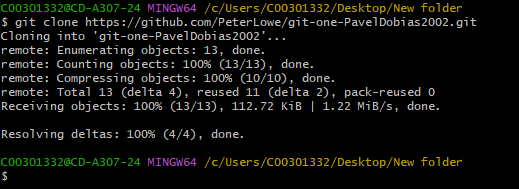 C00301332@CD-A307-24 MINGW64 /c/Users/C00301332/Desktop/New folder
$ git clone https://github.com/PeterLowe/git-one-PavelDobias2002.git
Cloning into 'git-one-PavelDobias2002'...
remote: Enumerating objects: 13, done.
remote: Counting objects: 100% (13/13), done.
remote: Compressing objects: 100% (10/10), done.
remote: Total 13 (delta 4), reused 11 (delta 2), pack-reused 0
Receiving objects: 100% (13/13), 112.72 KiB | 1.22 MiB/s, done.
Resolving deltas: 100% (4/4), done.
C00301332@CD-A307-24 MINGW64 /c/Users/C00301332/Desktop/New folder
$